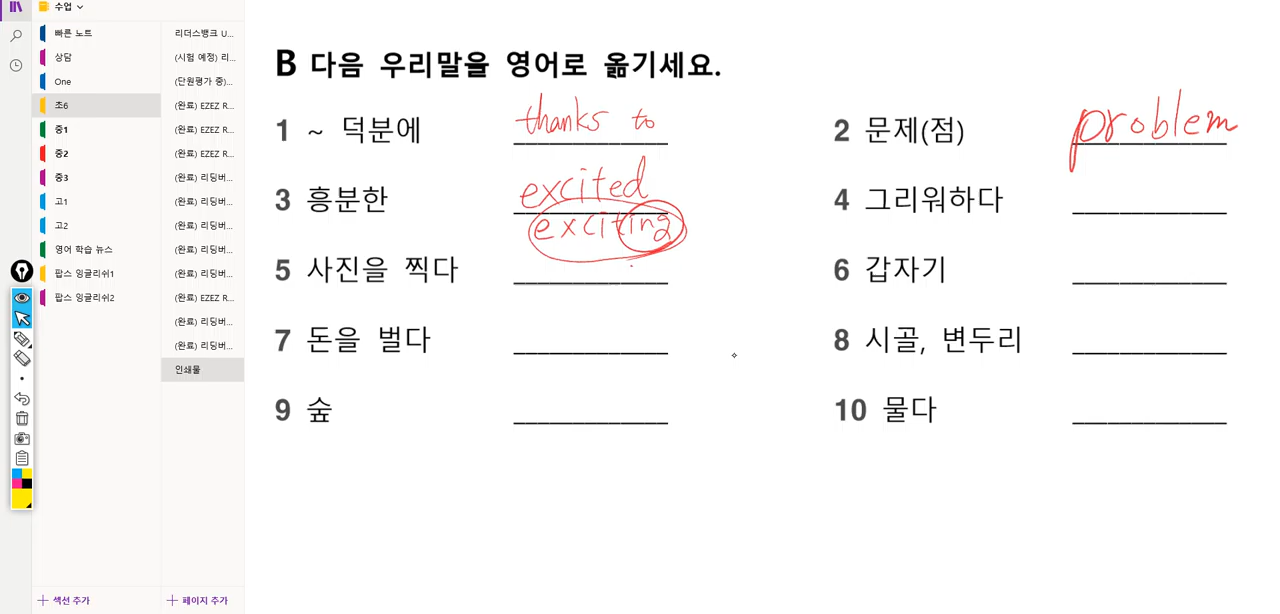 수업
빠른 노트
상담
One
초6
중1
중2
중3
고1
고2
영어 학습 뉴스
팝스 잉글리쉬1
팝스 잉글리쉬2
섹션 추가
리더스뱅크 U...
(시험 예정) 리...
(단원평가 중)...
(완료) EZEZ R...
(완료) EZEZ R...
(완료) EZEZ R...
(완료) 리딩버...
(완료) 리딩버...
(완료) 리딩버...
(완료) 리딩버...
(완료) 리딩버...
(완료) EZEZ R...
(완료) 리딩버...
(완료) 리딩버...
인쇄물
페이지 추가
B 다음 우리말을 영어로 옮기세요.
1 ~ 덕분에 thanks to
2 문제(점) problem
3 흥분한 excited
exciting
4 그리워하다
5 사진을 찍다
6 갑자기
7 돈을 벌다
8 시골, 변두리
9 숲
10 물다